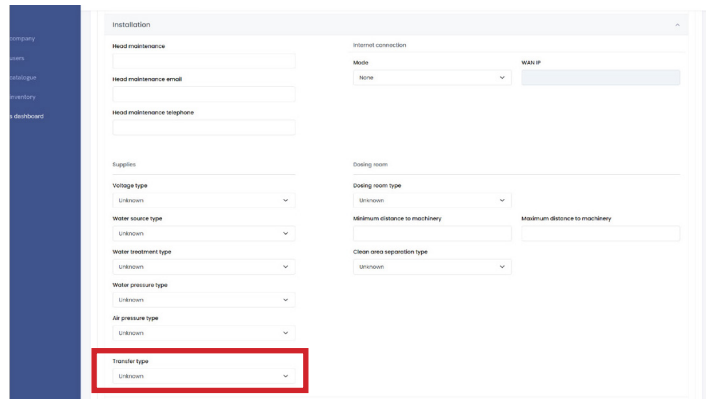 company
users
catalogue
inventory
a dashboard
Installation
Head maintenance
Head maintenance email
Head maintenance telephone
Internet connection
Mode
None
WAN IP
Supplies
Voltage type
Unknown
Water source type
Unknown
Water treatment type
Unknown
Water pressure type
Unknown
Air pressure type
Unknown
Transfer type
Unknown
Dosing room
Dosing room type
Unknown
Minimum distance to machinery
Maximum distance to machinery
Clean area separation type
Unknown